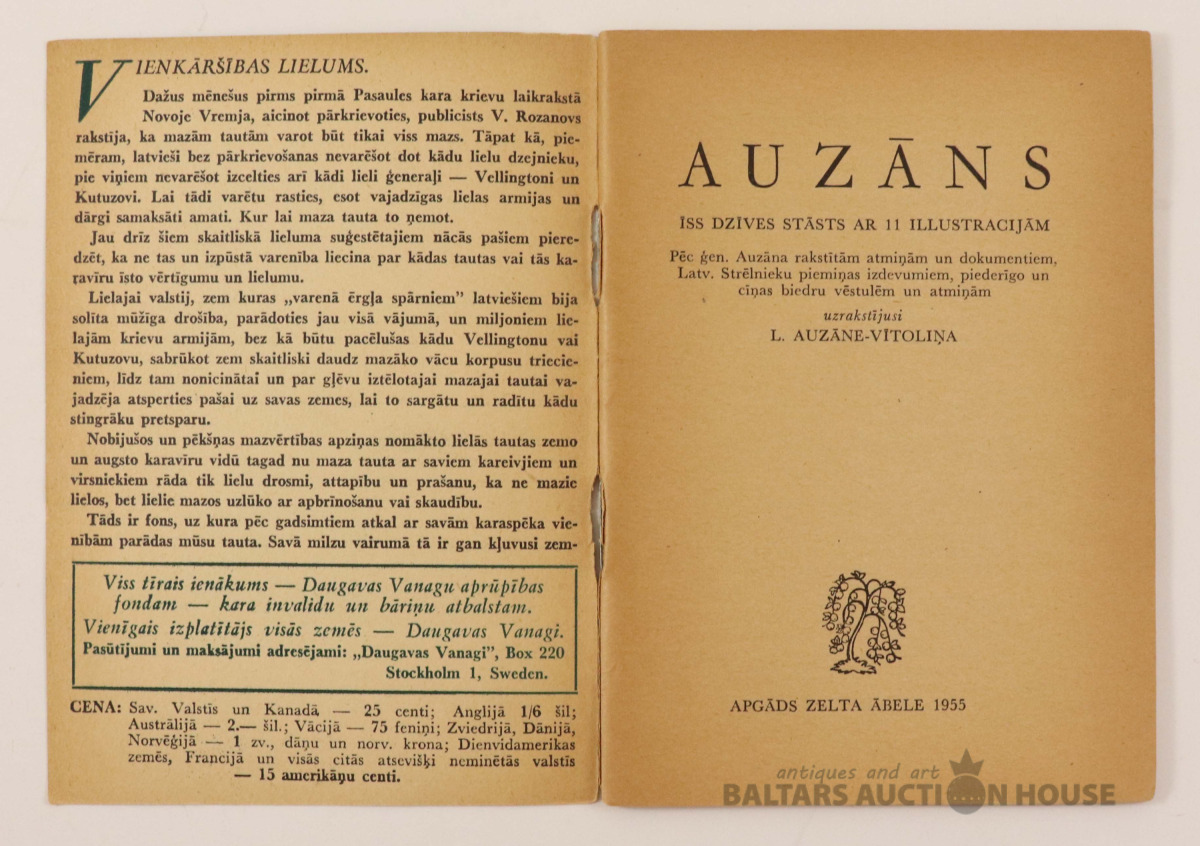 VIENKĀRŠĪBAS LIELUMS.
Dažus mēnešus pirms pirmā Pasaules kara krievu laikrakstā
Novoje Vremja, aicinot pārkrievoties, publicists V. Rozanovs
rakstīja, ka mazām tautām varot būt tikai viss mazs. Tāpat kā, pie-
mēram, latvieši bez pārkrievošanas nevarēšot dot kādu lielu dzejnieku,
pie viņiem nevarēšot izcelties arī kādi lieli ģenerāļi — Vellingtoni un
Kutuzovi. Lai tādi varētu rasties, esot vajadzīgas lielas armijas un
dārgi samaksāti amati. Kur lai maza tauta to ņemot.
Jau drīz šiem skaitliskā lieluma suģestētajiem nācās pašiem piere-
dzēt, ka ne tas un izpūstā varenība liecina par kādas tautas vai tās ka-
ravīru īsto vērtīgumu un lielumu.
Lielajai valstij, zem kuras „varenā ērgļa spārniem” latviešiem bija
solīta mūžīga drošība, parādoties jau visā vājumā, un miljoniem lie-
lajām krievu armijām, bez kā būtu pacēlušas kādu Vellingtonu vai
Kutuzovu, sabrūkot zem skaitliski daudz mazāko vācu korpusu triecie-
niem, līdz tam nonicinātai un par gļēvu iztēlotajai mazajai tautai va-
jadzēja atsperties pašai uz savas zemes, lai to sargātu un radītu kādu
stingrāku pretsparu.
Nobijušos un pēkšņas mazvērtības apziņas nomākto lielās tautas zemo
un augsto karavīru vidū tagad nu maza tauta ar saviem kareivjiem un
virsniekiem rāda tik lielu drosmi, attapību un prašanu, ka ne mazie
lielos, bet lielie mazos uzlūko ar apbrīnošanu vai skaudību.
Tāds ir fons, uz kura pēc gadsimtiem atkal ar savām karaspēka vie-
nībām parādas mūsu tauta. Savā milzu vairumā tā ir gan kļuvusi zem-
Viss tīrais ienākums — Daugavas Vanagu aprūpības
fondam — kara invalidu un bāriņu atbalstam.
Vienīgais izplatītājs visās zemēs — Daugavas Vanagi.
Pasūtījumi un maksājumi adresējami: „Daugavas Vanagi”, Box 220
Stockholm 1, Sweden.
CENA: Sav. Valstīs un Kanadā — 25 centi; Anglijā 1/6 šil;
Austrālijā — 2.— šil.; Vācijā — 75 feniņi; Zviedrijā, Dānijā,
Norvēģijā — 1 zv., dāņu un norv. krona; Dienvidamerikas
zemēs, Francijā un visās citās atsevišķi neminētās valstīs
— 15 amerikāņu centi.
AUZĀNS
ĪSS DZĪVES STĀSTS AR 11 ILLUSTRACIJĀM
Pēc ģen. Auzāna rakstītām atmiņām un dokumentiem,
Latv. Strēlnieku piemiņas izdevumiem, piederīgo un
cīņas biedru vēstulēm un atmiņām
uzrakstījusi
L. AUZĀNE-VĪTOLIŅA
APGĀDS ZELTA ĀBELE 1955
antiques and art
BALTARS AUCTION HOUSE